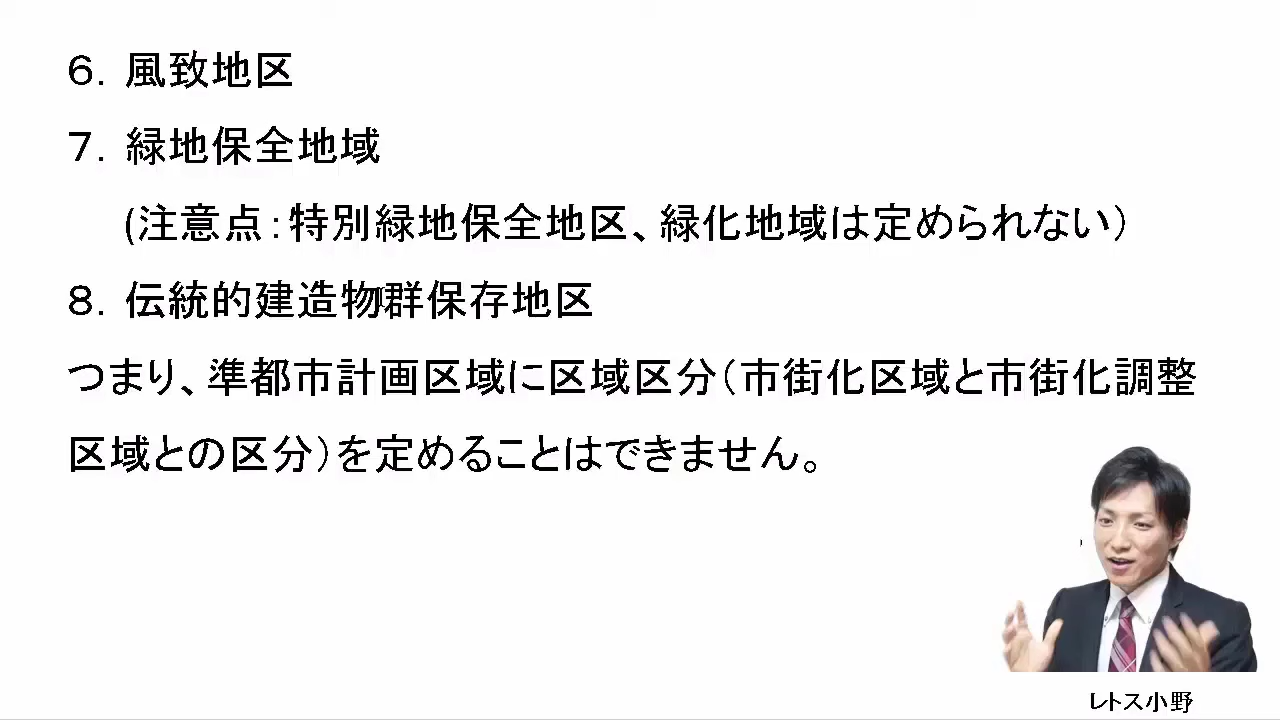 ６．風致地区
７．緑地保全地域
(注意点：特別緑地保全地区、緑化地域は定められない）
８．伝統的建造物群保存地区
つまり、準都市計画区域に区域区分（市街化区域と市街化調整
区域との区分）を定めることはできません。
レトス小野